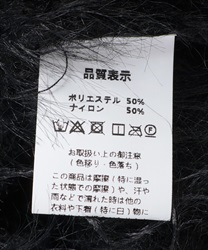 品質表示
ポリエステル 50%
ナイロン 50%
お取扱い上の御注意
(色移り・色落ち)
この商品は摩擦(特に湿っ
た状態での摩擦)や、汗や
雨などで濡れた時は他の
衣料や下着(特に白)物に